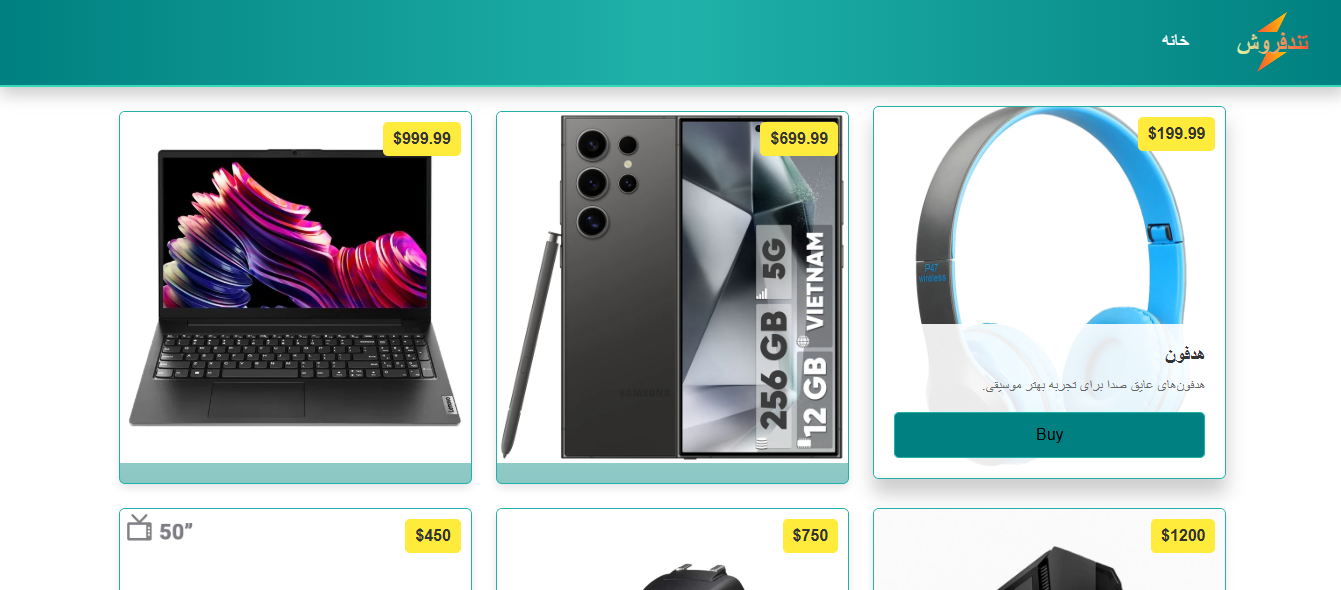 تندفروش
خانه
$999.99
Lenovo
$699.99
SAMSUNG
256 GB
5G
12 GB
VIETNAM
$199.99
P47
wireless
هدفون
هدفون‌های عایق صدا برای تجربه بهتر موسیقی.
Buy
50”
$450
$750
$1200